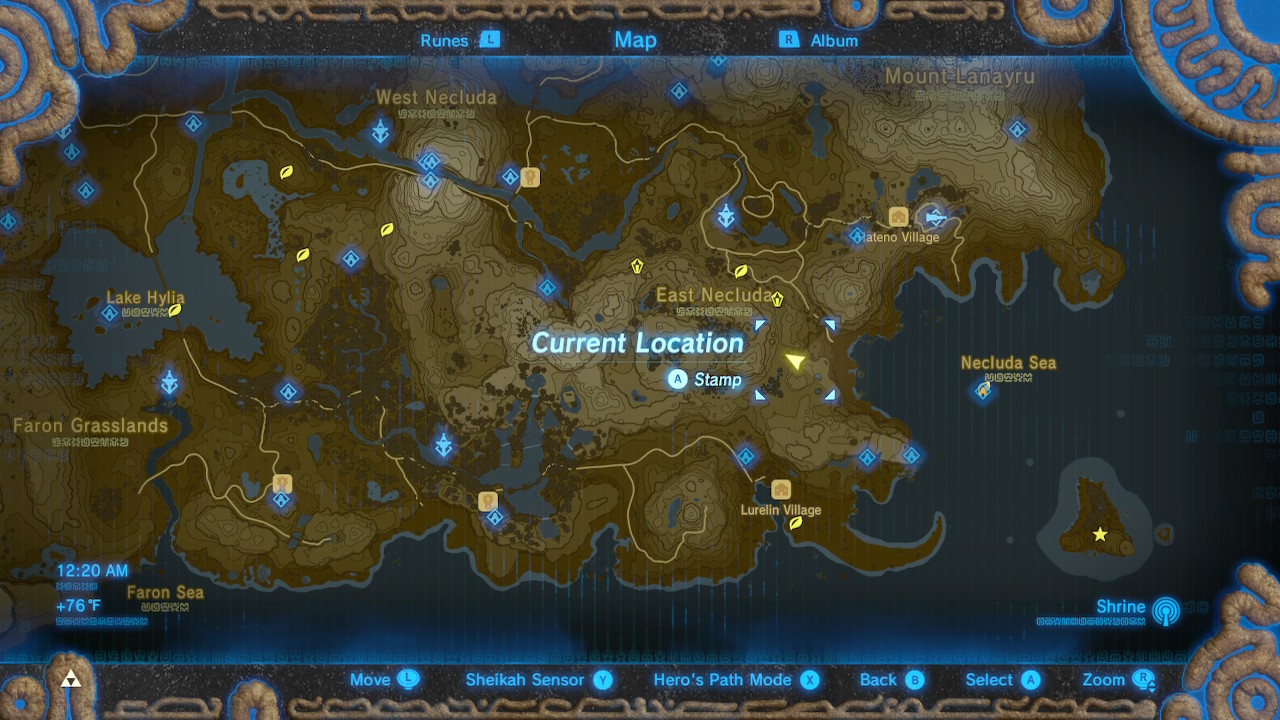 Runes L
Map
R Album
Mount Lanayru
West Necluda
Hateno Village
Lake Hylia
East Necluda
Current Location
A Stamp
Necluda Sea
Faron Grasslands
Lurelin Village
12:20 AM
+76°F
Faron Sea
Shrine
Move L
Sheikah Sensor Y
Hero's Path Mode X
Back B
Select A
Zoom R